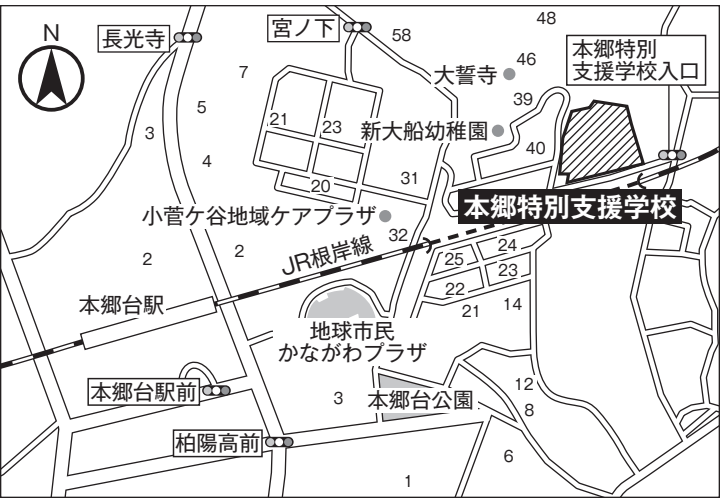 N
長光寺
宮ノ下
58
48
本郷特別
支援学校入口
大誓寺
46
7
39
5
新大船幼稚園
21
23
3
40
4
31
20
本郷特別支援学校
小菅ケ谷地域ケアプラザ
32
2
2
JR根岸線
24
25
23
22
21
14
本郷台駅
地球市民
かながわプラザ
本郷台駅前
3
本郷台公園
12
8
柏陽高前
6
1